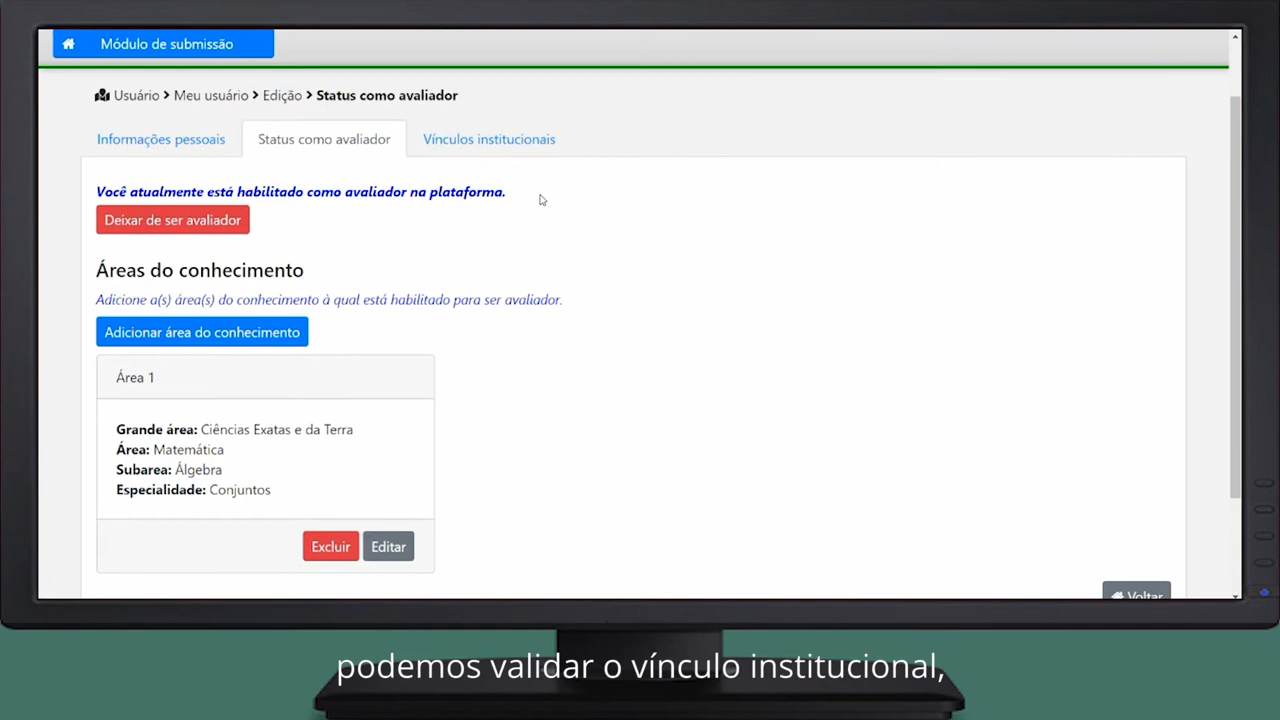 Módulo de submissão
Usuário > Meu usuário > Edição > Status como avaliador
Informações pessoais
Status como avaliador
Vínculos institucionais
Você atualmente está habilitado como avaliador na plataforma.
Deixar de ser avaliador
Áreas do conhecimento
Adicione a(s) área(s) do conhecimento à qual está habilitado para ser avaliador.
Adicionar área do conhecimento
Área 1
Grande área: Ciências Exatas e da Terra
Área: Matemática
Subarea: Álgebra
Especialidade: Conjuntos
Excluir
Editar
Voltar
podemos validar o vínculo institucional,